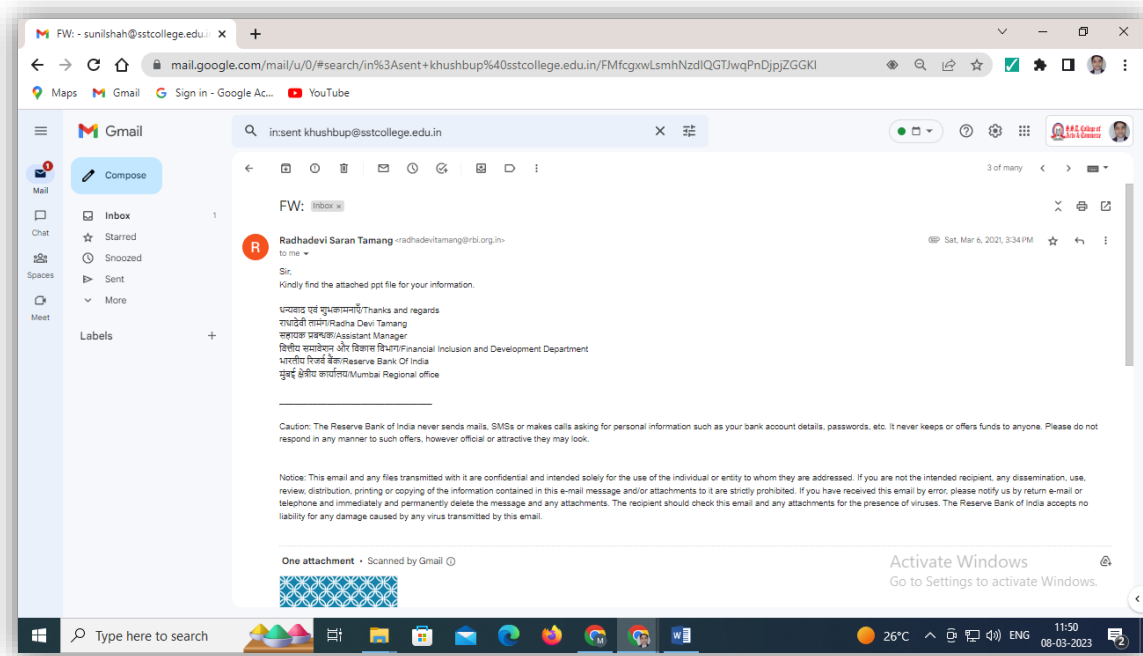 FW: - sunilshah@sstcollege.edu.i
mail.google.com/mail/u/0/#search/in%3Asent+khushbup%40sstcollege.edu.in/FMfcgxwLsmhNzdlQGTJwqPnDjpjZGGKl
Maps Gmail Sign in - Google Ac... YouTube
Gmail
in:sent khushbup@sstcollege.edu.in
S.S.T. College of
Arts & Commerce
1
Mail
Compose
3 of many
Chat
Spaces
Meet
Inbox 1
Starred
Snoozed
Sent
More
Labels +
FW: Inbox x
R
Radhadevi Saran Tamang <radhadevitamang@rbi.org.in>
Sat, Mar 6, 2021, 3:34 PM
to me
Sir,
Kindly find the attached ppt file for your information.
धन्यवाद एवं शुभकामनाएँ/Thanks and regards
राधादेवी तामंग/Radha Devi Tamang
सहायक प्रबन्धक/Assistant Manager
वित्तीय समावेशन और विकास विभाग/Financial Inclusion and Development Department
भारतीय रिजर्व बैंक/Reserve Bank Of India
मुंबई क्षेत्रीय कार्यालय/Mumbai Regional office
Caution: The Reserve Bank of India never sends mails, SMSs or makes calls asking for personal information such as your bank account details, passwords, etc. It never keeps or offers funds to anyone. Please do not
respond in any manner to such offers, however official or attractive they may look.
Notice: This email and any files transmitted with it are confidential and intended solely for the use of the individual or entity to whom they are addressed. If you are not the intended recipient, any dissemination, use,
review, distribution, printing or copying of the information contained in this e-mail message and/or attachments to it are strictly prohibited. If you have received this email by error, please notify us by return e-mail or
telephone and immediately and permanently delete the message and any attachments. The recipient should check this email and any attachments for the presence of viruses. The Reserve Bank of India accepts no
liability for any damage caused by any virus transmitted by this email.
One attachment • Scanned by Gmail
Activate Windows
Go to Settings to activate Windows.
Type here to search
26°C ENG
11:50
08-03-2023
2